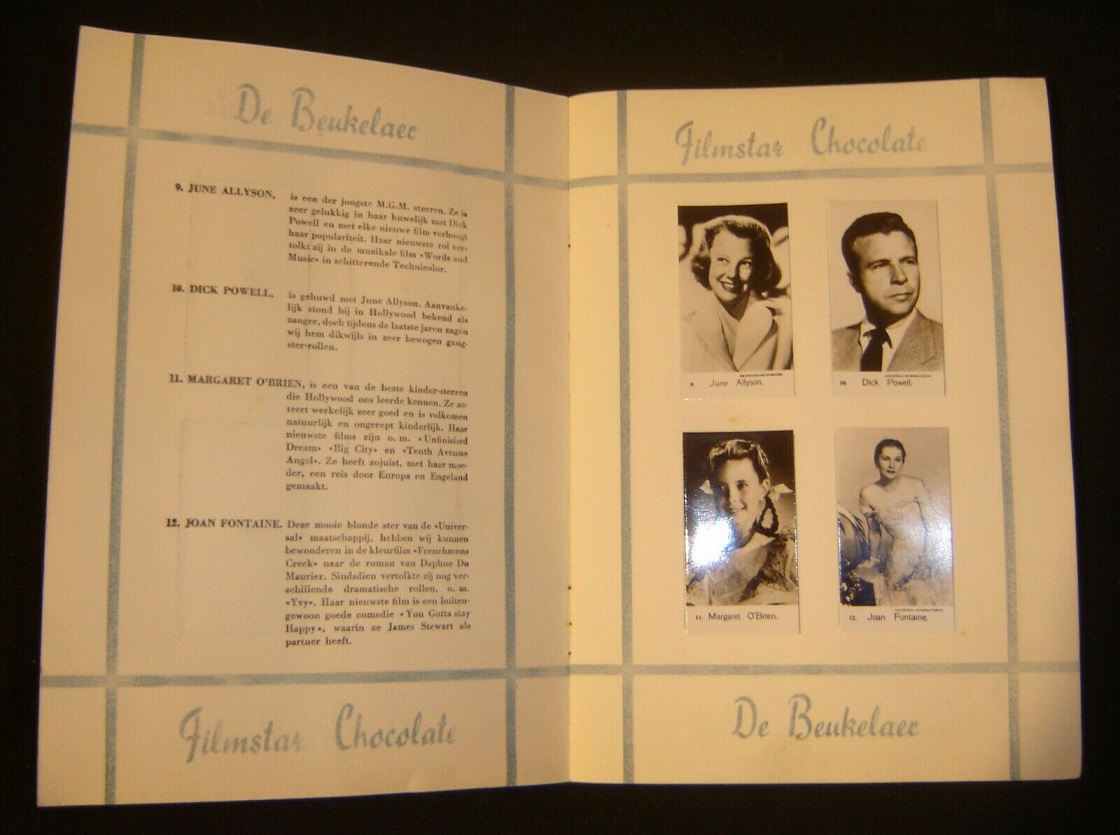 De Beukelaer
9. JUNE ALLYSON, is een der jongste M.G.M. sterren. Ze is
zeer gelukkig in haar huwelijk met Dick
Powell en met elke nieuwe film verhoogt
haar populariteit. Haar nieuwste rol ver-
tolkt zij in de muzikale film «Words and
Music» in schitterende Technicolor.
10. DICK POWELL, is gehuwd met June Allyson. Aanvanke-
lijk stond hij in Hollywood bekend als
zanger, doch tijdens de laatste jaren zagen
wij hem dikwijls in zeer bewogen gang-
ster-rollen.
11. MARGARET O'BRIEN, is een van de beste kinder-sterren
die Hollywood ons leerde kennen. Ze ac-
teert werkelijk zeer goed en is volkomen
natuurlijk en ongerept kinderlijk. Haar
nieuwste films zijn o. m. «Unfinished
Dream» «Big City» en «Tenth Avenue
Angel». Ze heeft zojuist, met haar moe-
der, een reis door Europa en Engeland
gemaakt.
12. JOAN FONTAINE. Deze mooie blonde ster van de «Univer-
sal» maatschappij, hebben wij kunnen
bewonderen in de kleurfilm «Frenchmens
Creek» naar de roman van Daphne Du
Maurier. Sindsdien vertolkte zij nog ver-
schillende dramatische rollen, o. m.
«Yvy». Haar nieuwste film is een buiten-
gewoon goede comedie «You Gotta stay
Happy», waarin ze James Stewart als
partner heeft.
Filmstar Chocolate
Filmstar Chocolate
9. June Allyson.
10. Dick Powell.
11. Margaret O'Brien.
12. Joan Fontaine.
De Beukelaer